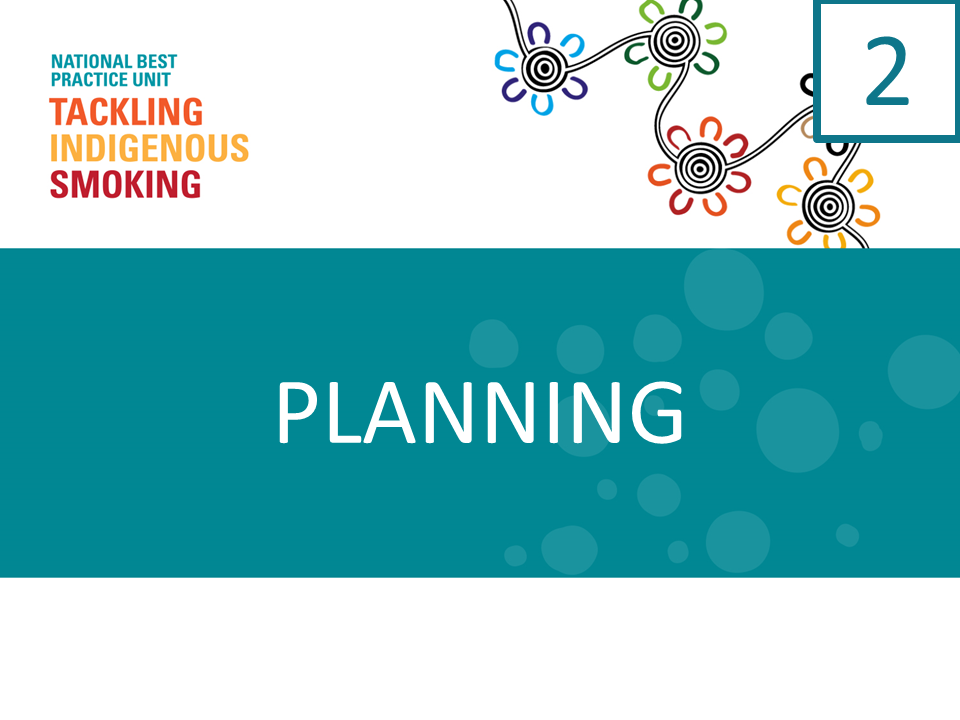 NATIONAL BEST
PRACTICE UNIT
TACKLING
INDIGENOUS
SMOKING
2
PLANNING